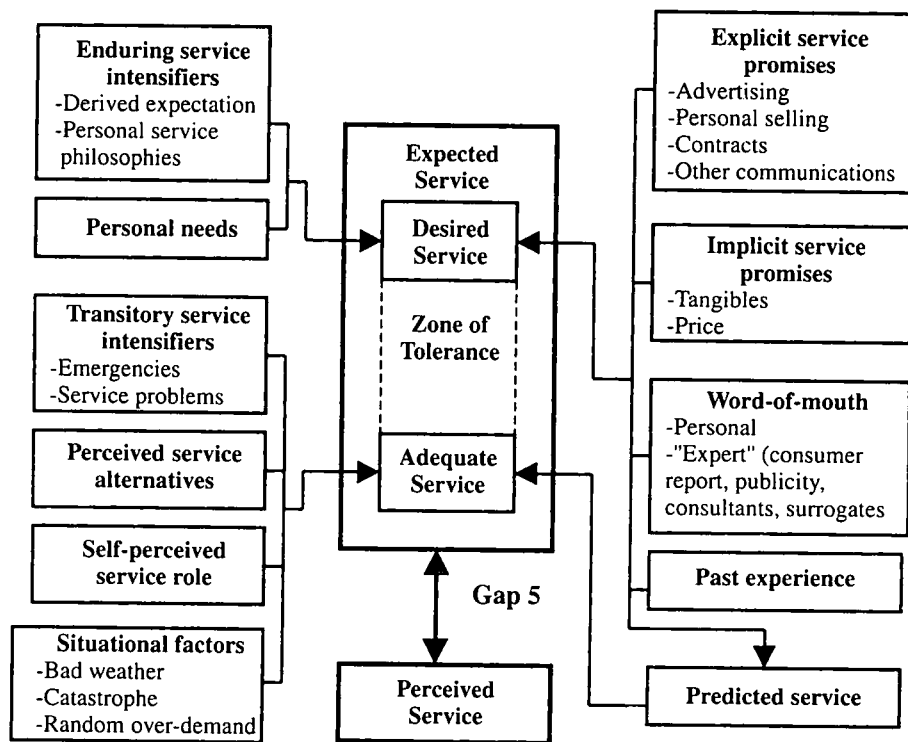 Enduring service
intensifiers
-Derived expectation
-Personal service
philosophies
Personal needs
Transitory service
intensifiers
-Emergencies
-Service problems
Perceived service
alternatives
Self-perceived
service role
Situational factors
-Bad weather
-Catastrophe
-Random over-demand
Expected
Service
Desired
Service
Zone of
Tolerance
Adequate
Service
Gap 5
Perceived
Service
Explicit service
promises
-Advertising
-Personal selling
-Contracts
-Other communications
Implicit service
promises
-Tangibles
-Price
Word-of-mouth
-Personal
-"Expert" (consumer
report, publicity,
consultants, surrogates
Past experience
Predicted service